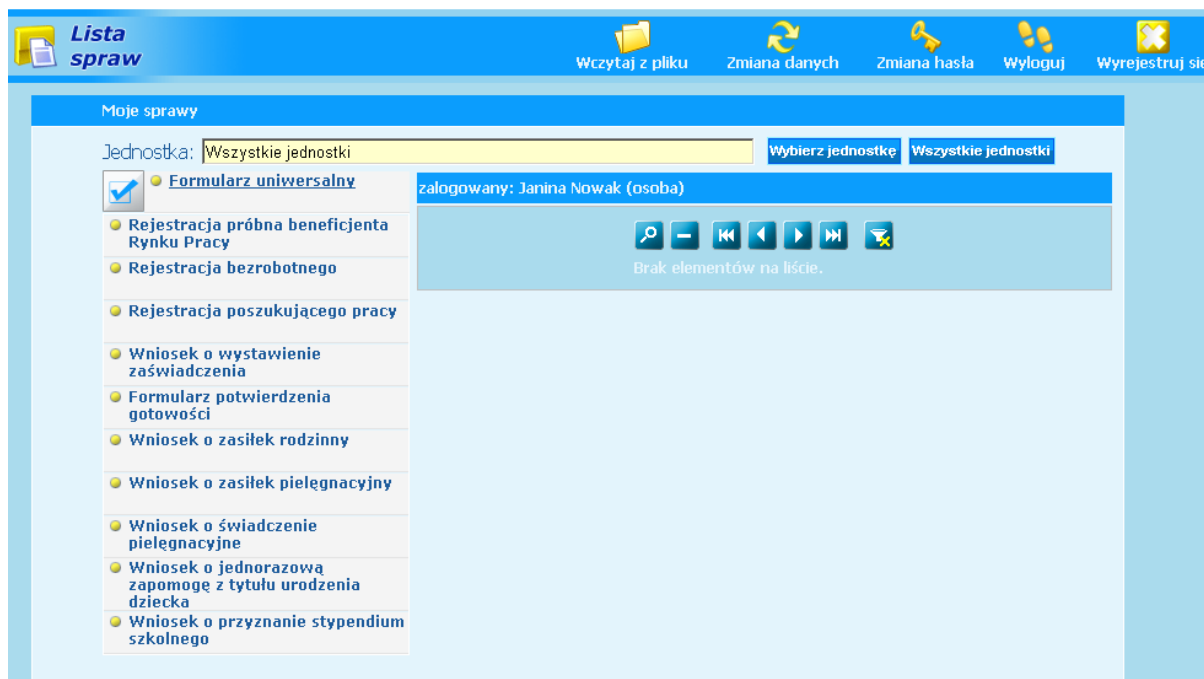 Lista
spraw
Wczytaj z pliku
Zmiana danych
Zmiana hasła
Wyloguj
Wyrejestruj się
Moje sprawy
Jednostka: Wszystkie jednostki
Wybierz jednostkę
Wszystkie jednostki
Formularz uniwersalny
zalogowany: Janina Nowak (osoba)
Brak elementów na liście.
Rejestracja próbna beneficjenta
Rynku Pracy
Rejestracja bezrobotnego
Rejestracja poszukującego pracy
Wniosek o wystawienie
zaświadczenia
Formularz potwierdzenia
gotowości
Wniosek o zasiłek rodzinny
Wniosek o zasiłek pielęgnacyjny
Wniosek o świadczenie
pielęgnacyjne
Wniosek o jednorazową
zapomogę z tytułu urodzenia
dziecka
Wniosek o przyznanie stypendium
szkolnego